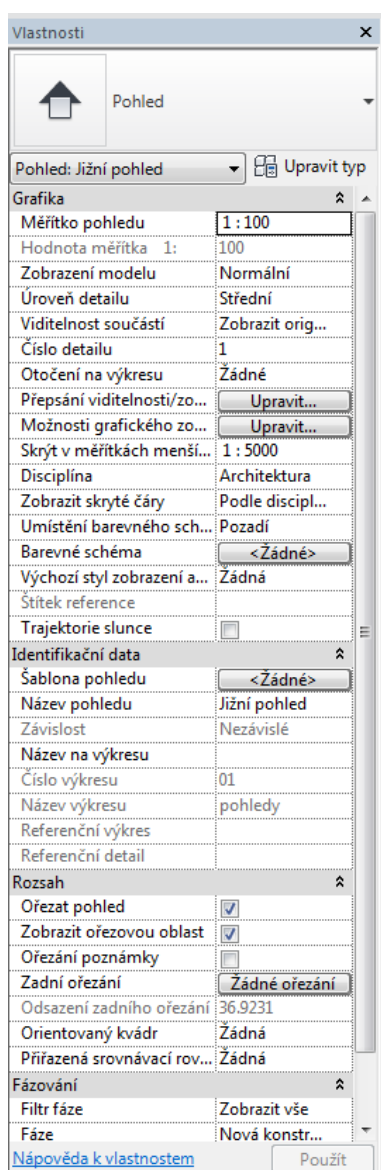 Vlastnosti
Pohled
Pohled: Jižní pohled Upravit typ
Grafika
Měřítko pohledu 1 : 100
Hodnota měřítka 1: 100
Zobrazení modelu Normální
Úroveň detailu Střední
Viditelnost součástí Zobrazit orig...
Číslo detailu 1
Otočení na výkresu Žádné
Přepsání viditelnosti/zo... Upravit...
Možnosti grafického zo... Upravit...
Skrýt v měřítkách menší... 1 : 5000
Disciplína Architektura
Zobrazit skryté čáry Podle discipl...
Umístění barevného sch... Pozadí
Barevné schéma <Žádné>
Výchozí styl zobrazení a... Žádná
Štítek reference
Trajektorie slunce
Identifikační data
Šablona pohledu <Žádné>
Název pohledu Jižní pohled
Závislost Nezávislé
Název na výkresu
Číslo výkresu 01
Název výkresu pohledy
Referenční výkres
Referenční detail
Rozsah
Ořezat pohled
Zobrazit ořezovou oblast
Ořezání poznámky
Zadní ořezání Žádné ořezání
Odsazení zadního ořezání 36.9231
Orientovaný kvádr Žádná
Přiřazená srovnávací rov... Žádná
Fázování
Filtr fáze Zobrazit vše
Fáze Nová konstr...
Nápověda k vlastnostem Použít